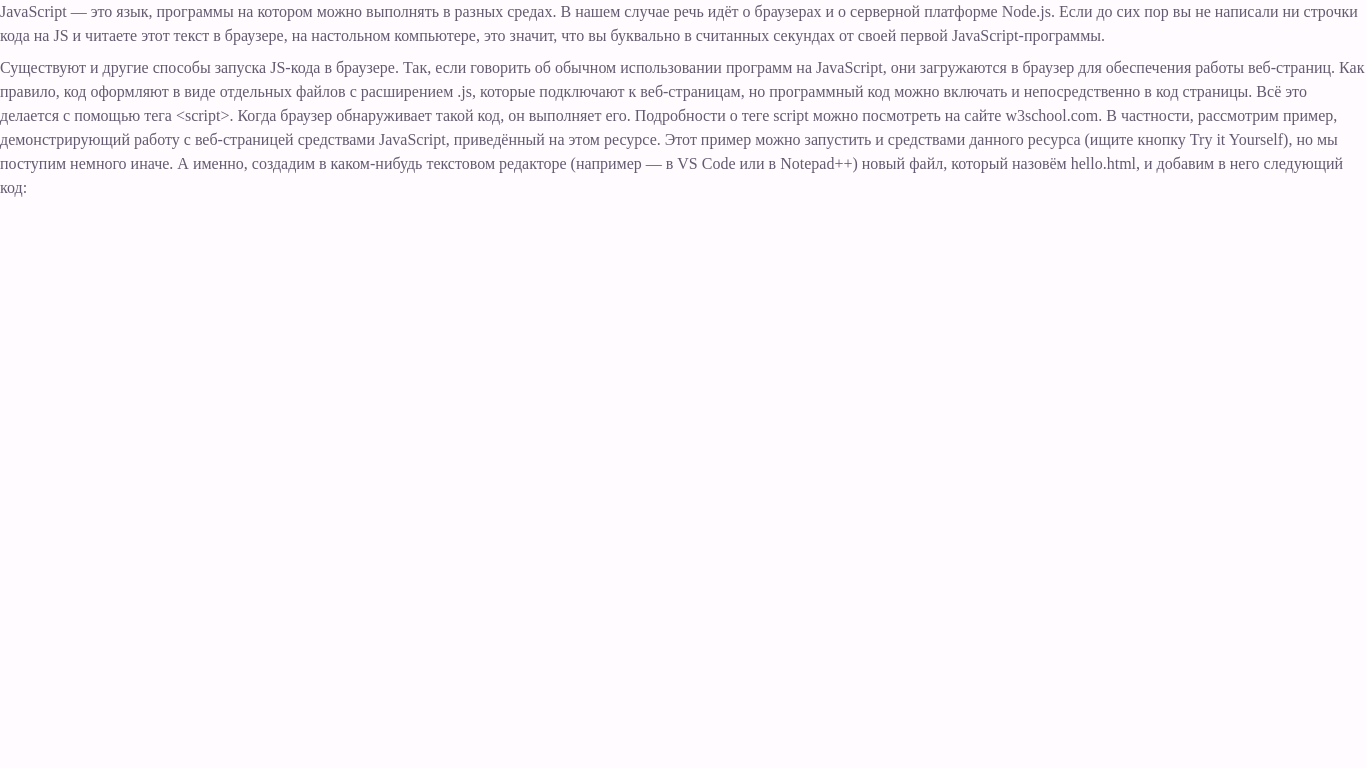 JavaScript — это язык, программы на котором можно выполнять в разных средах. В нашем случае речь идёт о браузерах и о серверной платформе Node.js. Если до сих пор вы не написали ни строчки
кода на JS и читаете этот текст в браузере, на настольном компьютере, это значит, что вы буквально в считанных секундах от своей первой JavaScript-программы.
Существуют и другие способы запуска JS-кода в браузере. Так, если говорить об обычном использовании программ на JavaScript, они загружаются в браузер для обеспечения работы веб-страниц. Как
правило, код оформляют в виде отдельных файлов с расширением .js, которые подключают к веб-страницам, но программный код можно включать и непосредственно в код страницы. Всё это
делается с помощью тега <script>. Когда браузер обнаруживает такой код, он выполняет его. Подробности о теге script можно посмотреть на сайте w3school.com. В частности, рассмотрим пример,
демонстрирующий работу с веб-страницей средствами JavaScript, приведённый на этом ресурсе. Этот пример можно запустить и средствами данного ресурса (ищите кнопку Try it Yourself), но мы
поступим немного иначе. А именно, создадим в каком-нибудь текстовом редакторе (например — в VS Code или в Notepad++) новый файл, который назовём hello.html, и добавим в него следующий
код: